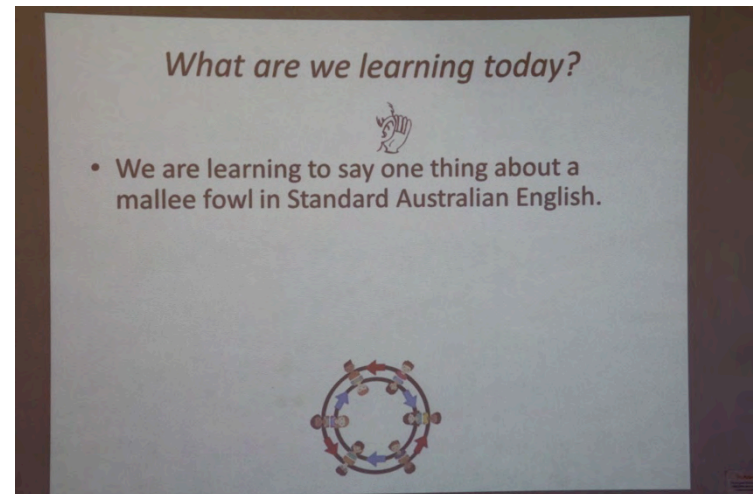 What are we learning today?
• We are learning to say one thing about a
mallee fowl in Standard Australian English.